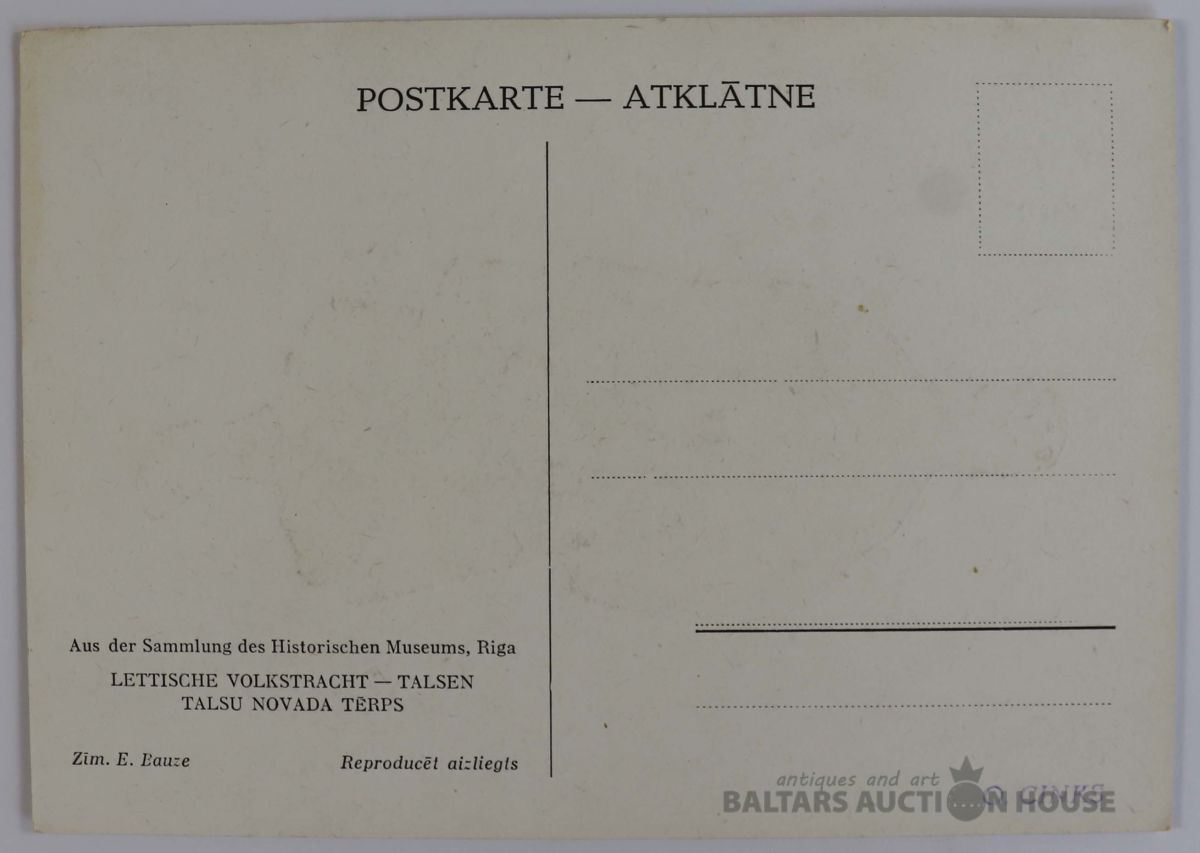 POSTKARTE — ATKLĀTNE
Aus der Sammlung des Historischen Museums, Riga
LETTISCHE VOLKSTRACHT — TALSEN
TALSU NOVADA TĒRPS
Zīm. E. Bauze
Reproducēt aizliegts
antiques and art
BALTARS AUCTION HOUSE